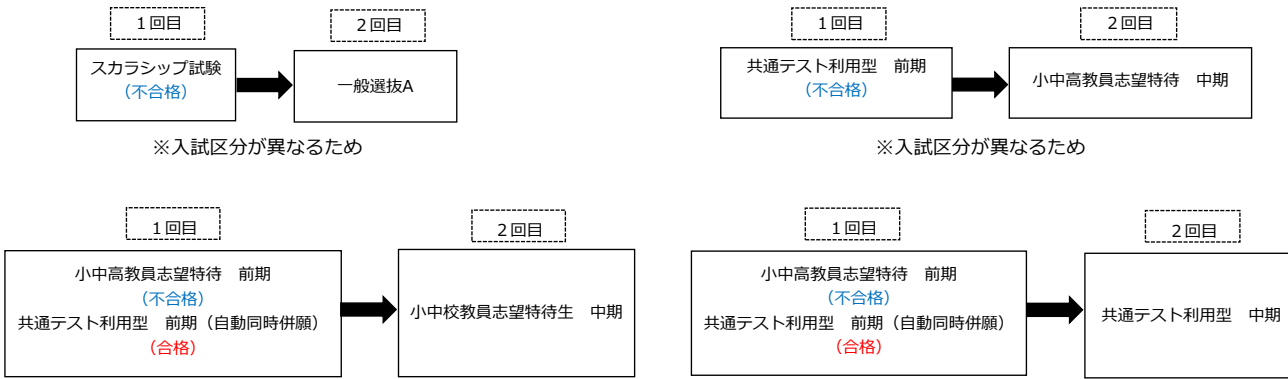 1回目
2回目
スカラシップ試験
(不合格)
一般選抜A
※入試区分が異なるため
1回目
2回目
共通テスト利用型　前期
(不合格)
小中高教員志望特待　中期
※入試区分が異なるため
1回目
2回目
小中高教員志望特待　前期
(不合格)
共通テスト利用型　前期（自動同時併願）
(合格)
小中校教員志望特待生　中期
1回目
2回目
小中高教員志望特待　前期
(不合格)
共通テスト利用型　前期（自動同時併願）
(合格)
共通テスト利用型　中期